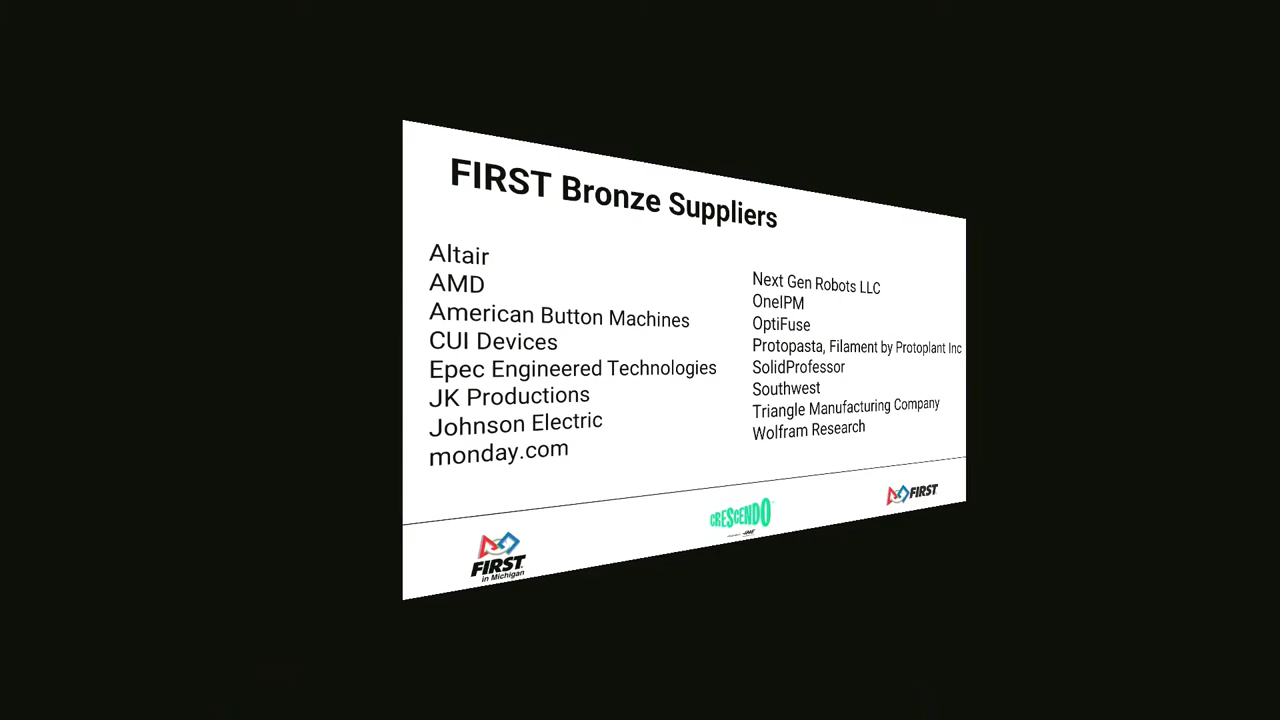 FIRST Bronze Suppliers
Altair
AMD
American Button Machines
CUI Devices
Epec Engineered Technologies
JK Productions
Johnson Electric
monday.com
Next Gen Robots LLC
OneIPM
OptiFuse
Protopasta, Filament by Protoplant Inc
SolidProfessor
Southwest
Triangle Manufacturing Company
Wolfram Research
FIRST
in Michigan
CRESCENDO
FIRST